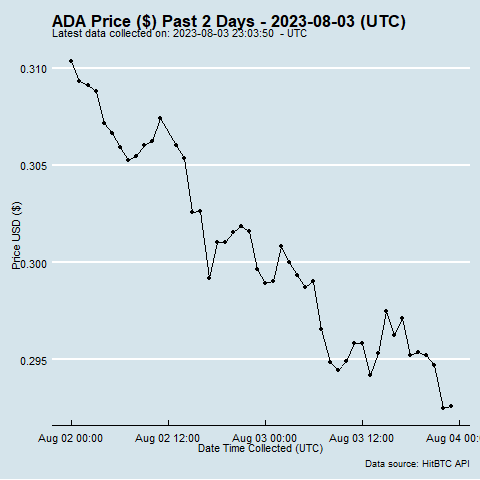 ADA Price ($) Past 2 Days - 2023-08-03 (UTC)
Latest data collected on: 2023-08-03 23:03:50 - UTC
0.310
0.305
0.300
0.295
Price USD ($)
Aug 02 00:00
Aug 02 12:00
Aug 03 00:00
Aug 03 12:00
Aug 04 00:
Date Time Collected (UTC)
Data source: HitBTC API